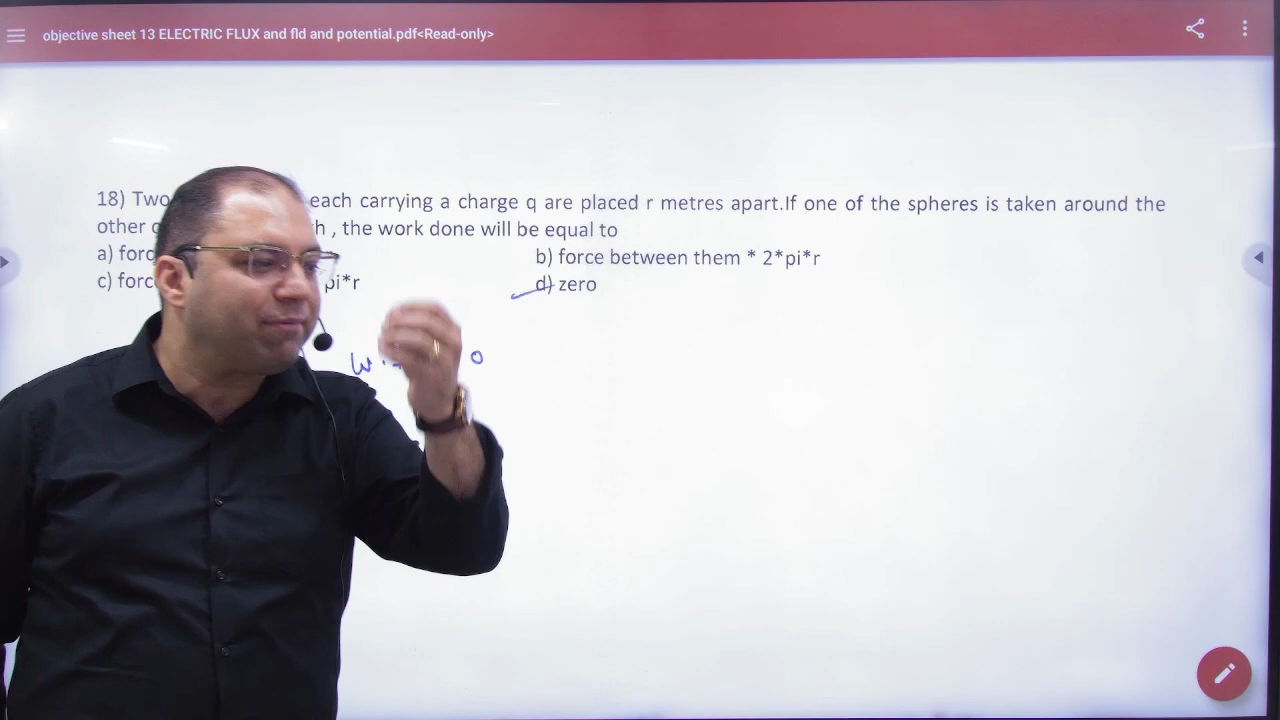 objective sheet 13 ELECTRIC FLUX and fld and potential.pdf<Read-only>
18) Two each carrying a charge q are placed r metres apart.If one of the spheres is taken around the
other , the work done will be equal to
a) b) force between them * 2*pi*r
c) pi*r d) zero
W 0